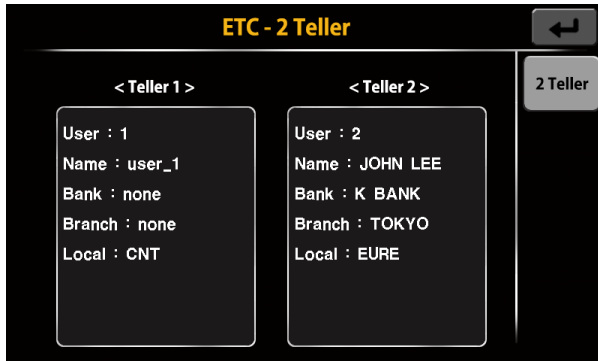 ETC - 2 Teller
2 Teller
< Teller 1 >
User : 1
Name : user_1
Bank : none
Branch : none
Local : CNT
< Teller 2 >
User : 2
Name : JOHN LEE
Bank : K BANK
Branch : TOKYO
Local : EURE